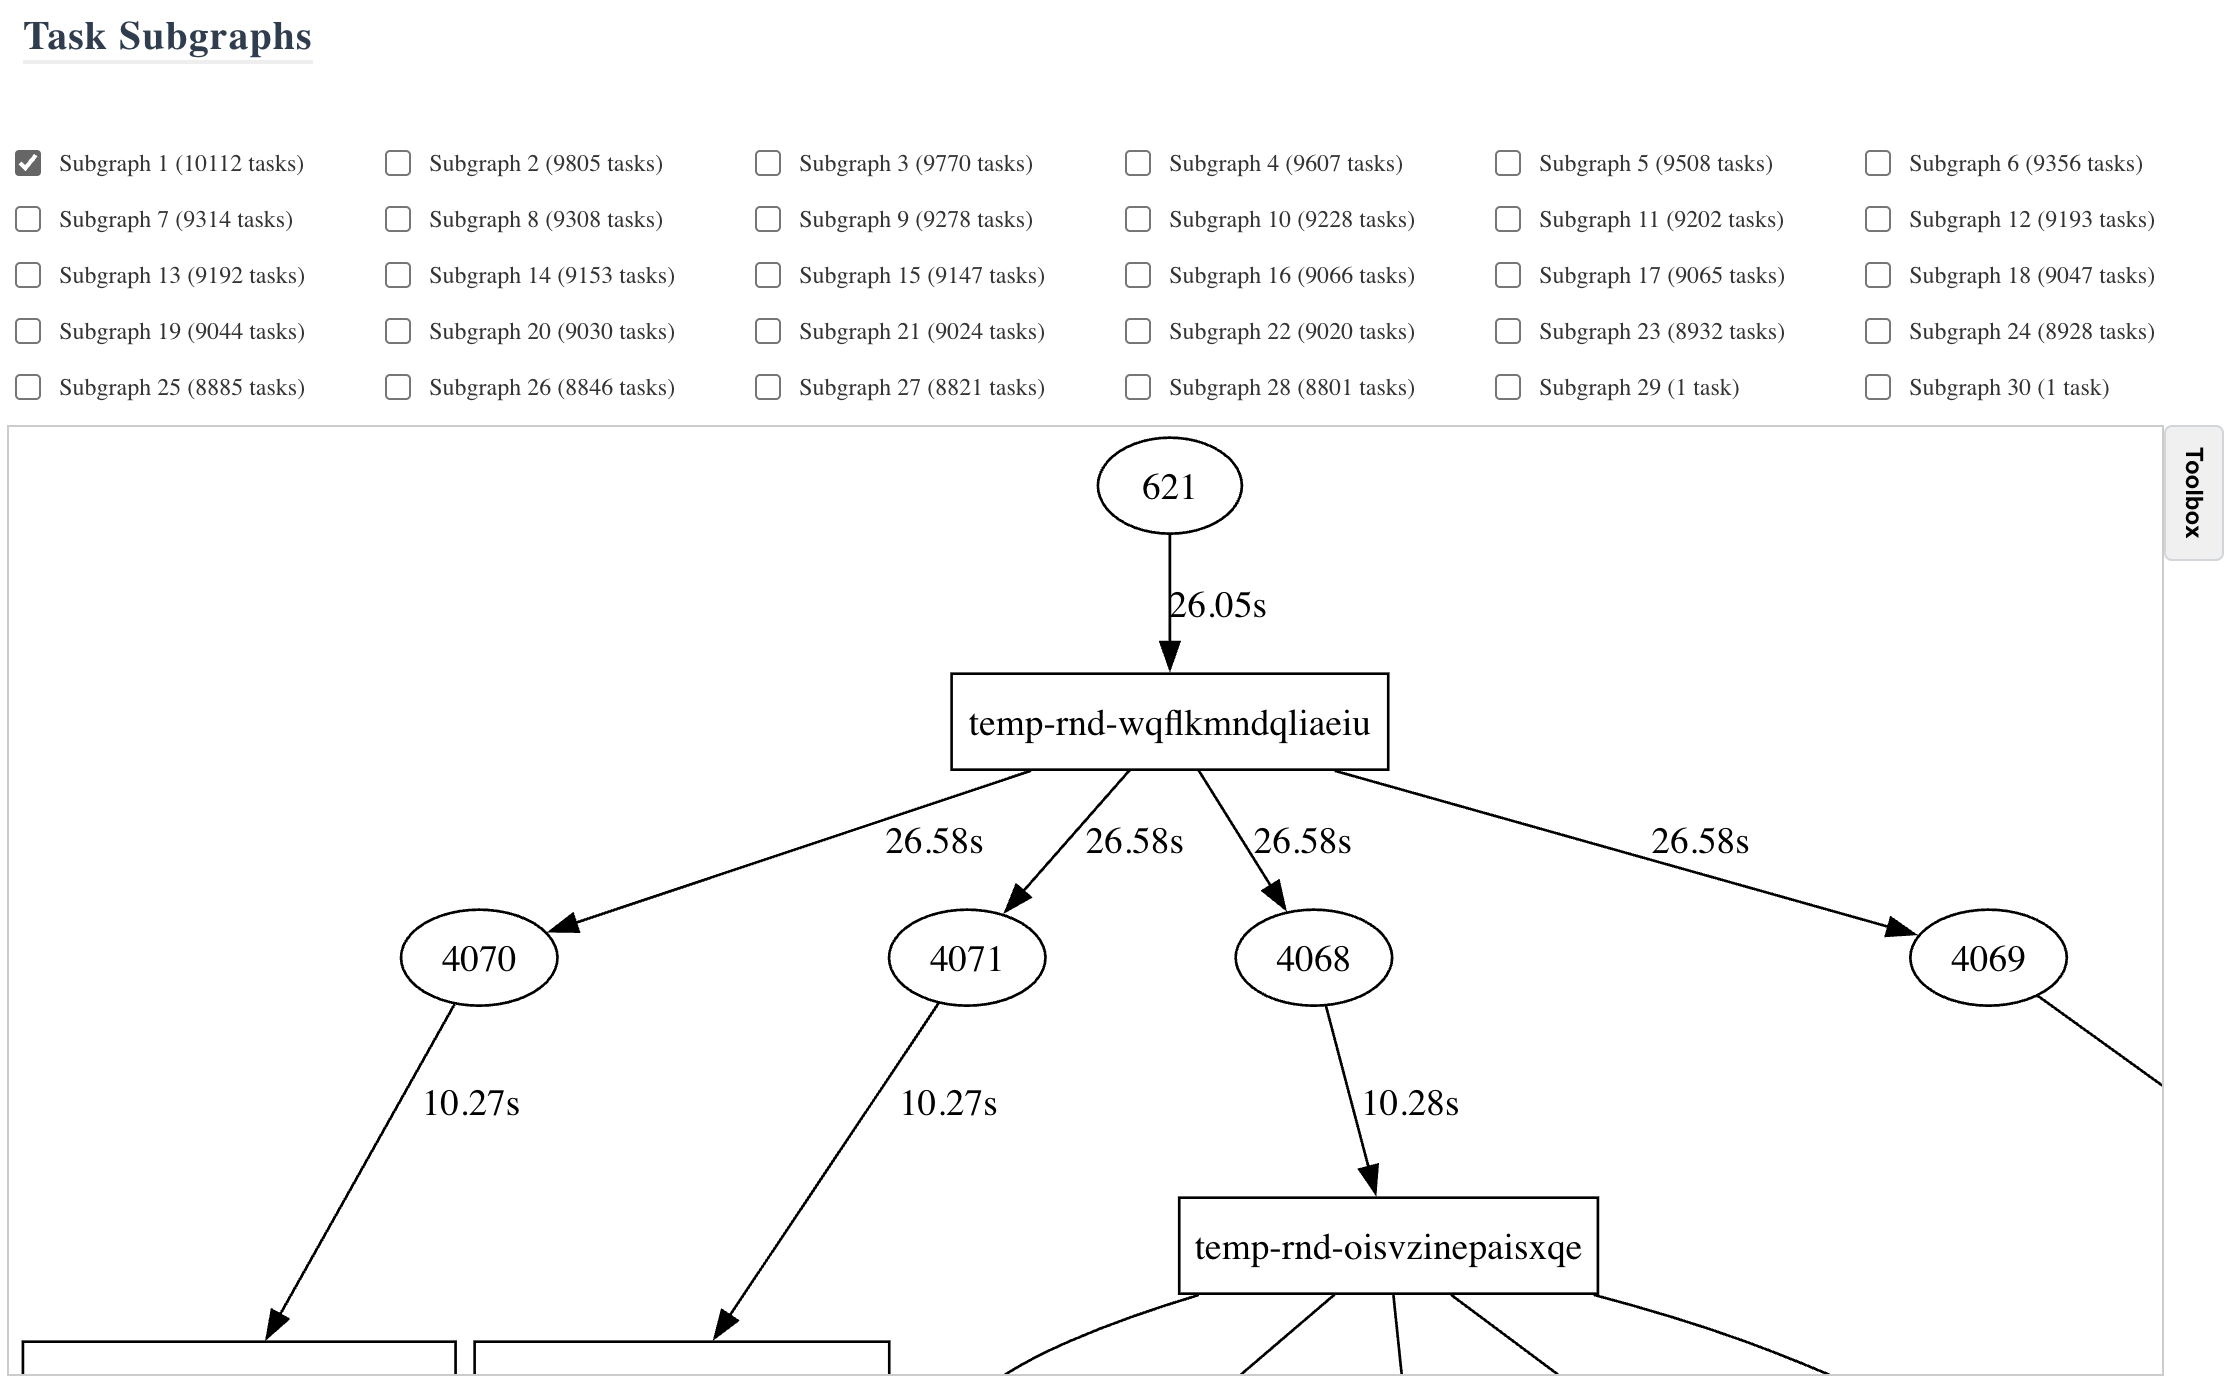 Task Subgraphs
Subgraph 1 (10112 tasks)
Subgraph 2 (9805 tasks)
Subgraph 3 (9770 tasks)
Subgraph 4 (9607 tasks)
Subgraph 5 (9508 tasks)
Subgraph 6 (9356 tasks)
Subgraph 7 (9314 tasks)
Subgraph 8 (9308 tasks)
Subgraph 9 (9278 tasks)
Subgraph 10 (9228 tasks)
Subgraph 11 (9202 tasks)
Subgraph 12 (9193 tasks)
Subgraph 13 (9192 tasks)
Subgraph 14 (9153 tasks)
Subgraph 15 (9147 tasks)
Subgraph 16 (9066 tasks)
Subgraph 17 (9065 tasks)
Subgraph 18 (9047 tasks)
Subgraph 19 (9044 tasks)
Subgraph 20 (9030 tasks)
Subgraph 21 (9024 tasks)
Subgraph 22 (9020 tasks)
Subgraph 23 (8932 tasks)
Subgraph 24 (8928 tasks)
Subgraph 25 (8885 tasks)
Subgraph 26 (8846 tasks)
Subgraph 27 (8821 tasks)
Subgraph 28 (8801 tasks)
Subgraph 29 (1 task)
Subgraph 30 (1 task)
Toolbox
621
26.05s
temp-rnd-wqflkmndqliaeiu
26.58s
26.58s
26.58s
26.58s
4070
4071
4068
4069
10.27s
10.27s
10.28s
temp-rnd-oisvzinepaisxqe